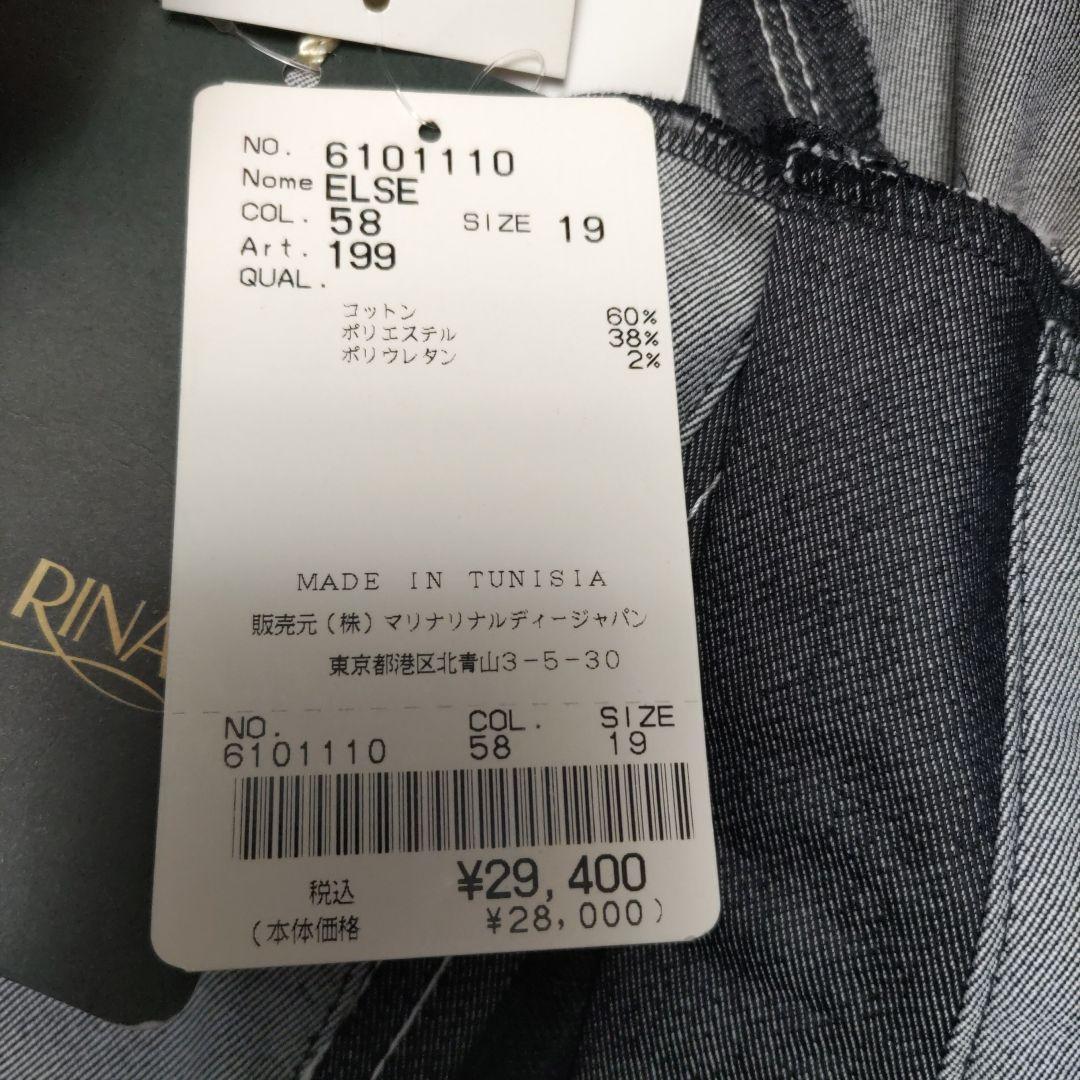 NO. 6101110
Nome ELSE
COL. 58 SIZE 19
Art. 199
QUAL.
コットン 60%
ポリエステル 38%
ポリウレタン 2%
MADE IN TUNISIA
販売元(株)マリナリナルディージャパン
東京都港区北青山3-5-30
NO. COL. SIZE
6101110 58 19
税込 ¥29,400
(本体価格 ¥28,000)
RINA